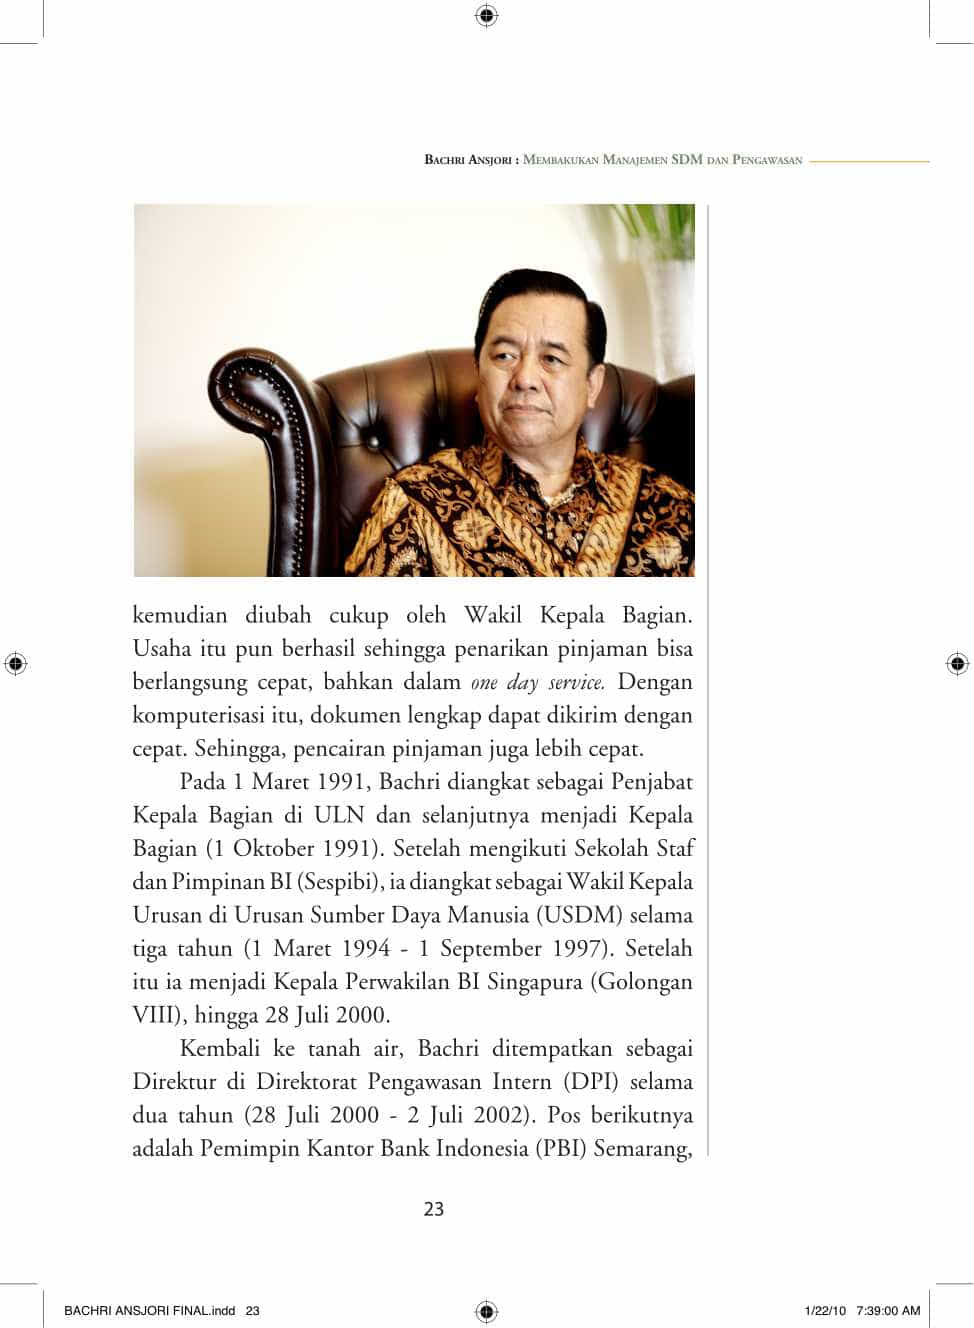 Bachri Ansjori : Membakukan Manajemen SDM dan Pengawasan
kemudian diubah cukup oleh Wakil Kepala Bagian.
Usaha itu pun berhasil sehingga penarikan pinjaman bisa
berlangsung cepat, bahkan dalam one day service. Dengan
komputerisasi itu, dokumen lengkap dapat dikirim dengan
cepat. Sehingga, pencairan pinjaman juga lebih cepat.
Pada 1 Maret 1991, Bachri diangkat sebagai Penjabat
Kepala Bagian di ULN dan selanjutnya menjadi Kepala
Bagian (1 Oktober 1991). Setelah mengikuti Sekolah Staf
dan Pimpinan BI (Sespibi), ia diangkat sebagai Wakil Kepala
Urusan di Urusan Sumber Daya Manusia (USDM) selama
tiga tahun (1 Maret 1994 - 1 September 1997). Setelah
itu ia menjadi Kepala Perwakilan BI Singapura (Golongan
VIII), hingga 28 Juli 2000.
Kembali ke tanah air, Bachri ditempatkan sebagai
Direktur di Direktorat Pengawasan Intern (DPI) selama
dua tahun (28 Juli 2000 - 2 Juli 2002). Pos berikutnya
adalah Pemimpin Kantor Bank Indonesia (PBI) Semarang,
23
BACHRI ANSJORI FINAL.indd 23
1/22/10 7:39:00 AM